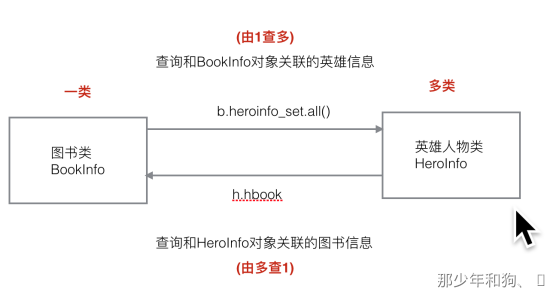 (由1查多)
查询和BookInfo对象关联的英雄信息
一类
多类
b.heroinfo_set.all()
图书类
BookInfo
英雄人物类
HeroInfo
h.hbook
查询和HeroInfo对象关联的图书信息
(由多查1)
那少年和狗、